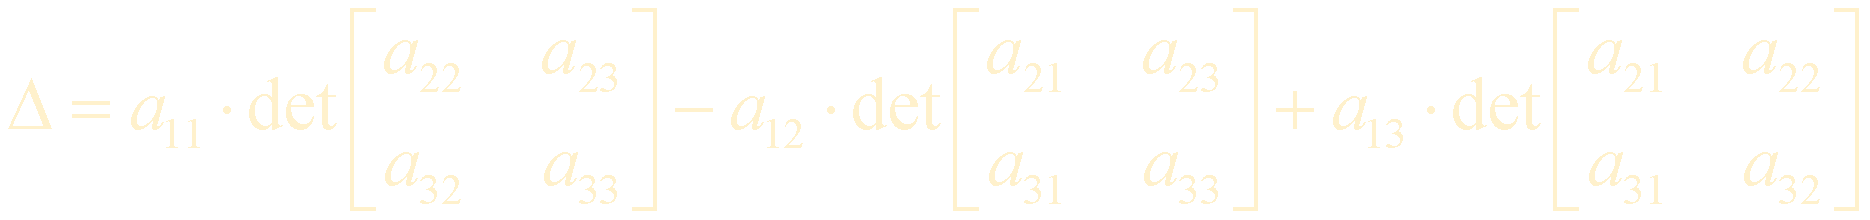 Δ = a₁₁ · det [ a₂₂ a₂₃ ; a₃₂ a₃₃ ] − a₁₂ · det [ a₂₁ a₂₃ ; a₃₁ a₃₃ ] + a₁₃ · det [ a₂₁ a₂₂ ; a₃₁ a₃₂ ]